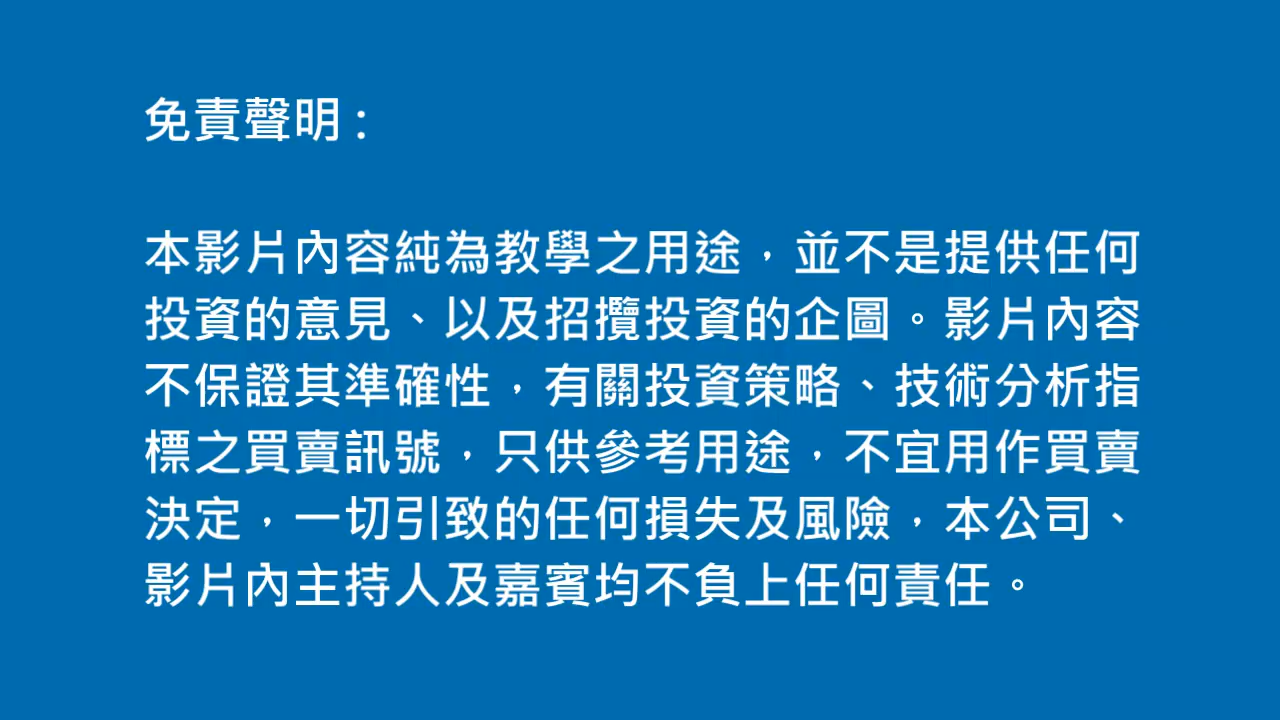 免責聲明：
本影片內容純為教學之用途，並不是提供任何
投資的意見、以及招攬投資的企圖。影片內容
不保證其準確性，有關投資策略、技術分析指
標之買賣訊號，只供參考用途，不宜用作買賣
決定，一切引致的任何損失及風險，本公司、
影片內主持人及嘉賓均不負上任何責任。